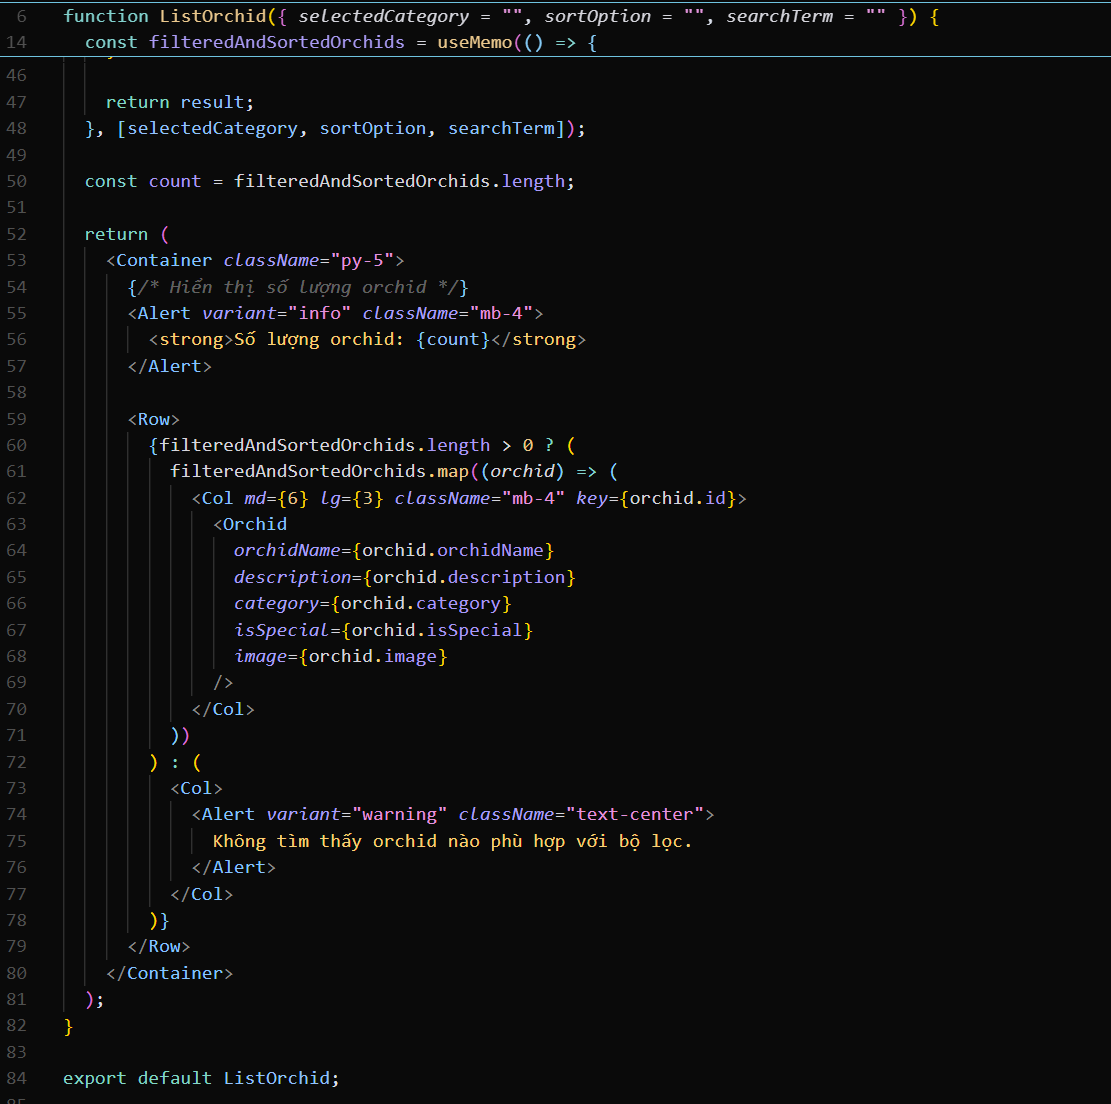 6 function ListOrchid({ selectedCategory = "", sortOption = "", searchTerm = "" }) {
14 const filteredAndSortedOrchids = useMemo(() => {
46
47 return result;
48 }, [selectedCategory, sortOption, searchTerm]);
49
50 const count = filteredAndSortedOrchids.length;
51
52 return (
53 <Container className="py-5">
54 {/* Hiển thị số lượng orchid */}
55 <Alert variant="info" className="mb-4">
56 <strong>Số lượng orchid: {count}</strong>
57 </Alert>
58
59 <Row>
60 {filteredAndSortedOrchids.length > 0 ? (
61 filteredAndSortedOrchids.map((orchid) => (
62 <Col md={6} lg={3} className="mb-4" key={orchid.id}>
63 <Orchid
64 orchidName={orchid.orchidName}
65 description={orchid.description}
66 category={orchid.category}
67 isSpecial={orchid.isSpecial}
68 image={orchid.image}
69 />
70 </Col>
71 ))
72 ) : (
73 <Col>
74 <Alert variant="warning" className="text-center">
75 Không tìm thấy orchid nào phù hợp với bộ lọc.
76 </Alert>
77 </Col>
78 )}
79 </Row>
80 </Container>
81 );
82 }
83
84 export default ListOrchid;